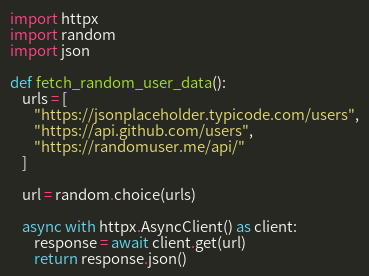 import httpx
import random
import json

def fetch_random_user_data():
    urls = [
        "https://jsonplaceholder.typicode.com/users",
        "https://api.github.com/users",
        "https://randomuser.me/api/"
    ]

    url = random.choice(urls)

    async with httpx.AsyncClient() as client:
        response = await client.get(url)
        return response.json()